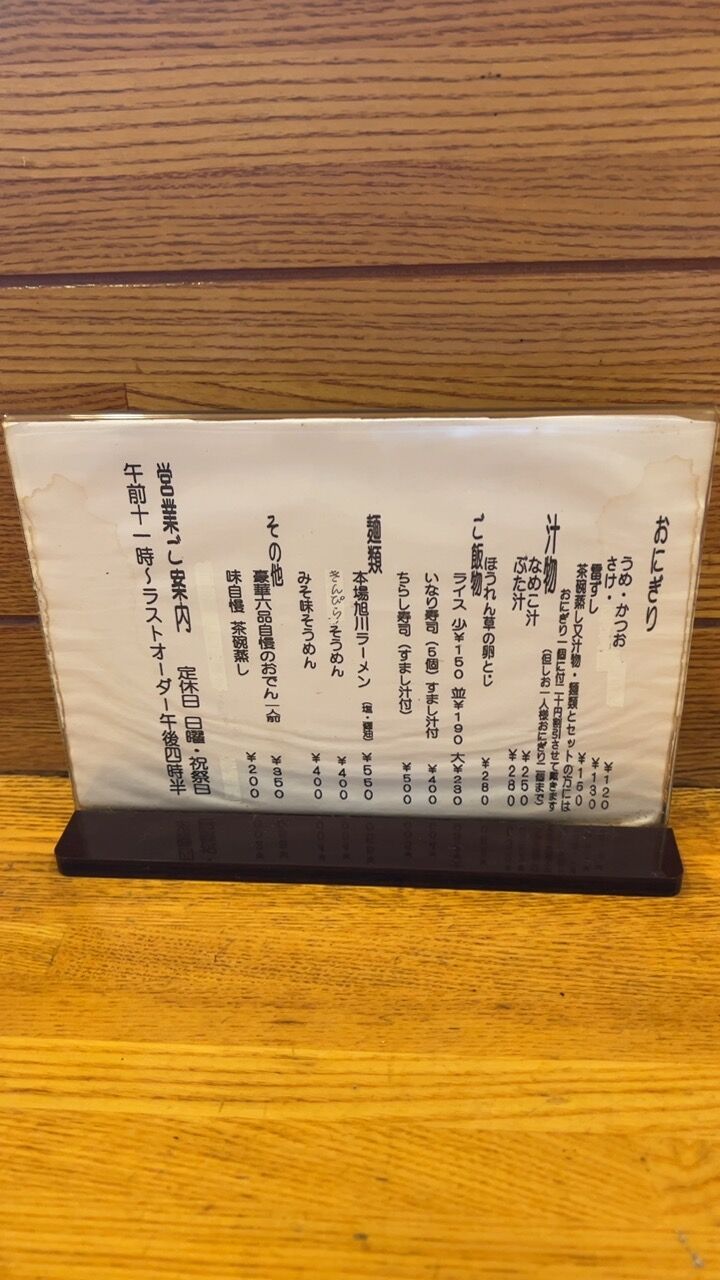 おにぎり
うめ・かつお ¥120
さけ・ ¥130
雷ずし ¥150
茶碗蒸し又汁物・麺類とセットの方には
おにぎり一個に付二十円割引させて戴きます
(但しお一人様おにぎり二個まで)
汁物
なめこ汁 ¥250
ぶた汁 ¥280
ほうれん草の卵とじ ¥280
ご飯物
ライス 少¥150 並¥190 大¥230
いなり寿司(5個)すまし汁付 ¥400
ちらし寿司(すまし汁付) ¥500
麺類
本場旭川ラーメン(塩・醤油) ¥550
きんぴらそうめん ¥400
みそ味そうめん ¥400
その他
豪華六品自慢のおでん一人前 ¥350
味自慢 茶碗蒸し ¥200
営業ご案内 定休日 日曜・祝祭日
午前十一時~ラストオーダー午後四時半